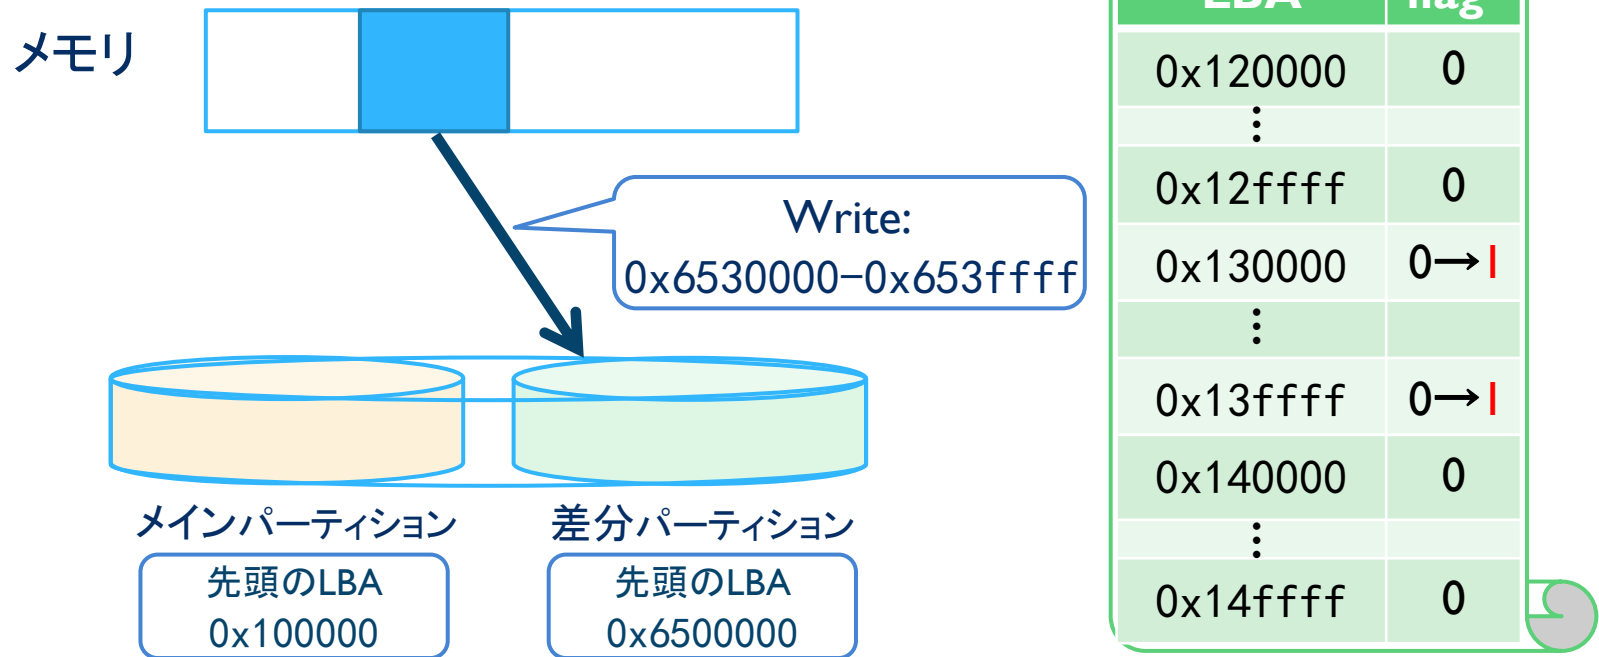 メモリ
Write:
0x6530000-0x653ffff
メインパーティション
先頭のLBA
0x100000
差分パーティション
先頭のLBA
0x6500000
LBA flag
0x120000 0
⋮
0x12ffff 0
0x130000 0→1
⋮
0x13ffff 0→1
0x140000 0
⋮
0x14ffff 0